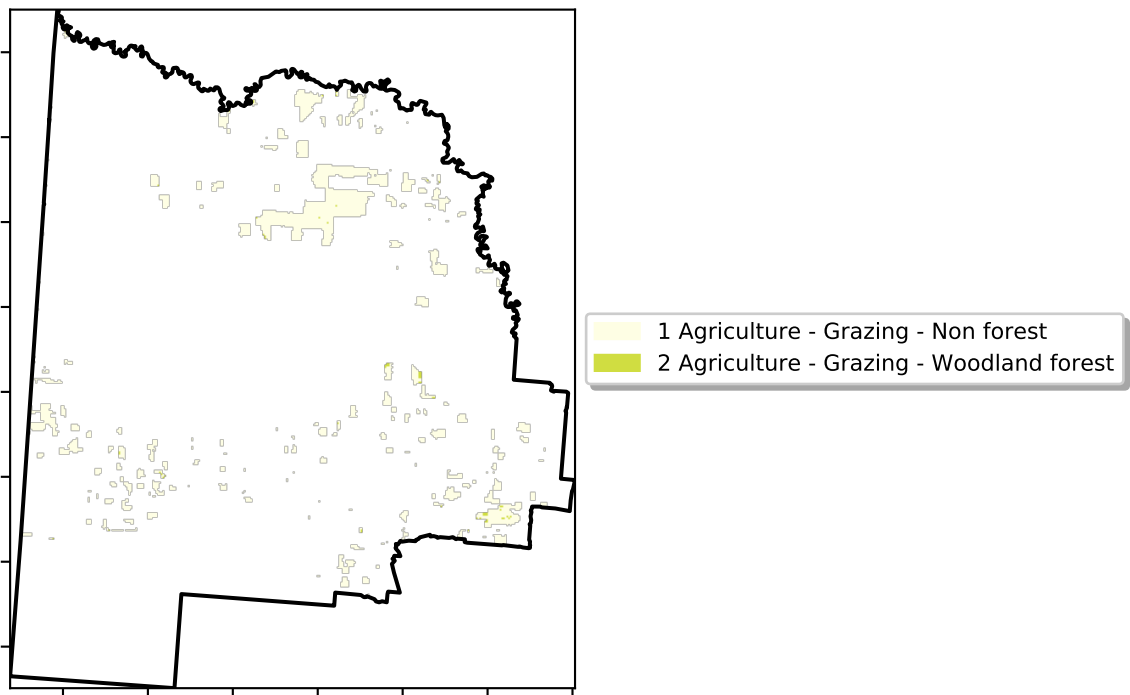 1 Agriculture - Grazing - Non forest
2 Agriculture - Grazing - Woodland forest